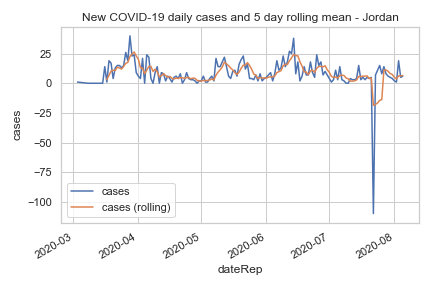 New COVID-19 daily cases and 5 day rolling mean - Jordan
25
0
−25
−50
−75
−100
cases
cases
cases (rolling)
2020-03
2020-04
2020-05
2020-06
2020-07
2020-08
dateRep